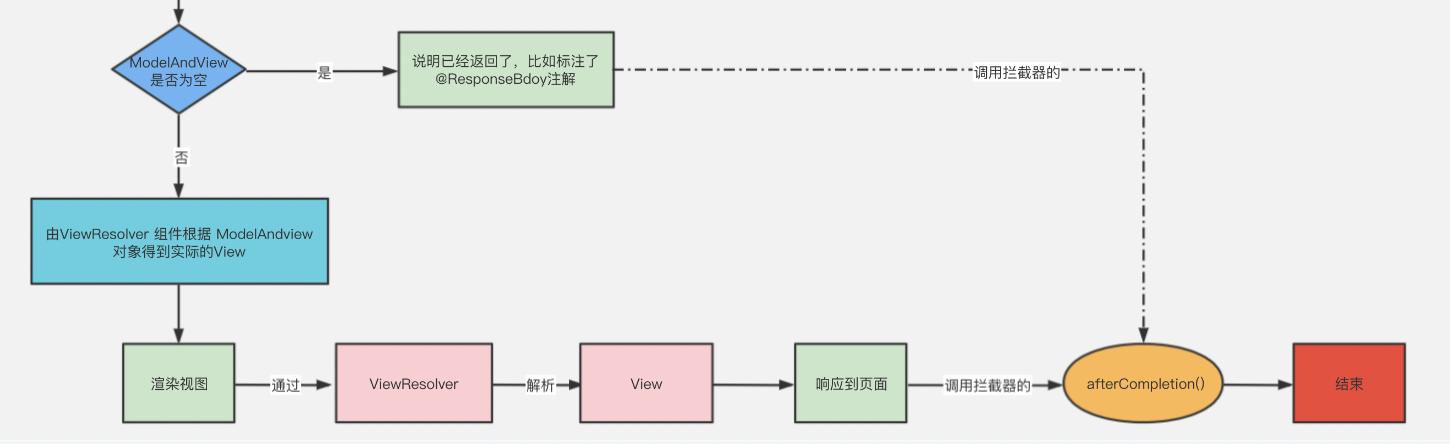 ModelAndView
是否为空
是
说明已经返回了，比如标注了
@ResponseBdoy注解
调用拦截器的
否
由ViewResolver 组件根据 ModelAndview
对象得到实际的View
渲染视图
通过
ViewResolver
解析
View
响应到页面
调用拦截器的
afterCompletion()
结束